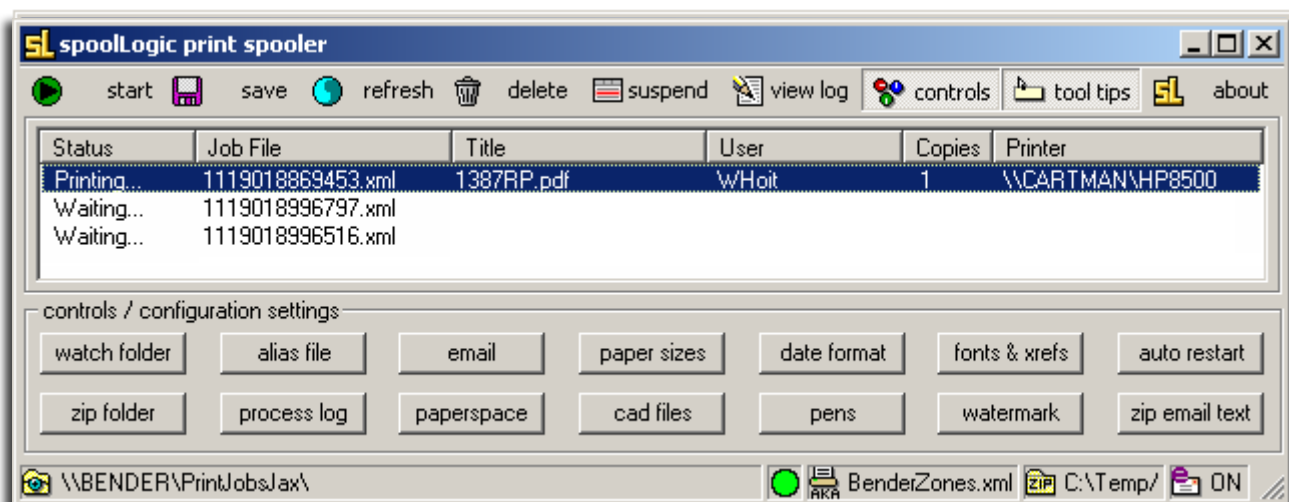 SL spoolLogic print spooler
start save refresh delete suspend view log controls tool tips SL about
Status Job File Title User Copies Printer
Printing... 1119018869453.xml 1387RP.pdf WHoit 1 \\CARTMAN\HP8500
Waiting... 1119018996797.xml
Waiting... 1119018996516.xml
controls / configuration settings
watch folder alias file email paper sizes date format fonts & xrefs auto restart
zip folder process log paperspace cad files pens watermark zip email text
\\BENDER\PrintJobsJax\ AKA BenderZones.xml ZIP C:\Temp/ ON